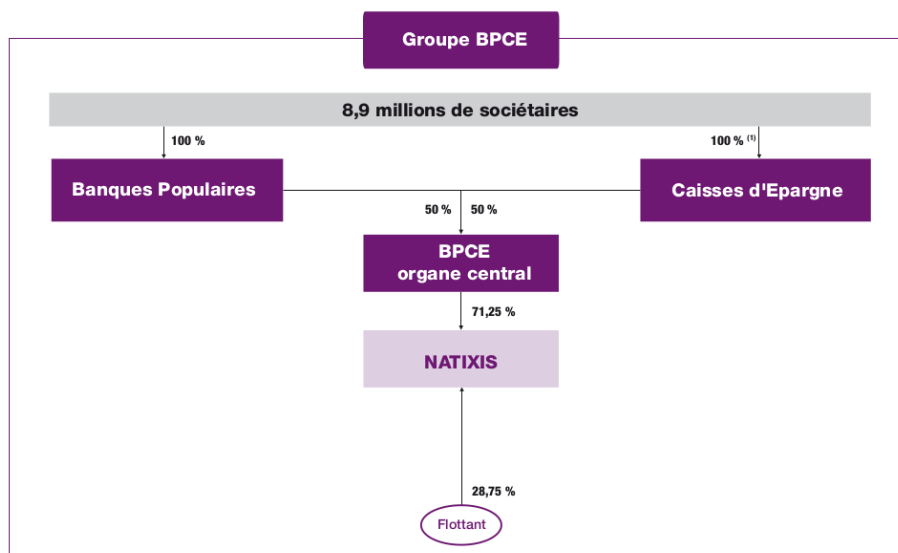 Groupe BPCE
8,9 millions de sociétaires
100 %
100 % (1)
Banques Populaires
Caisses d'Epargne
50 %
50 %
BPCE
organe central
71,25 %
NATIXIS
28,75 %
Flottant